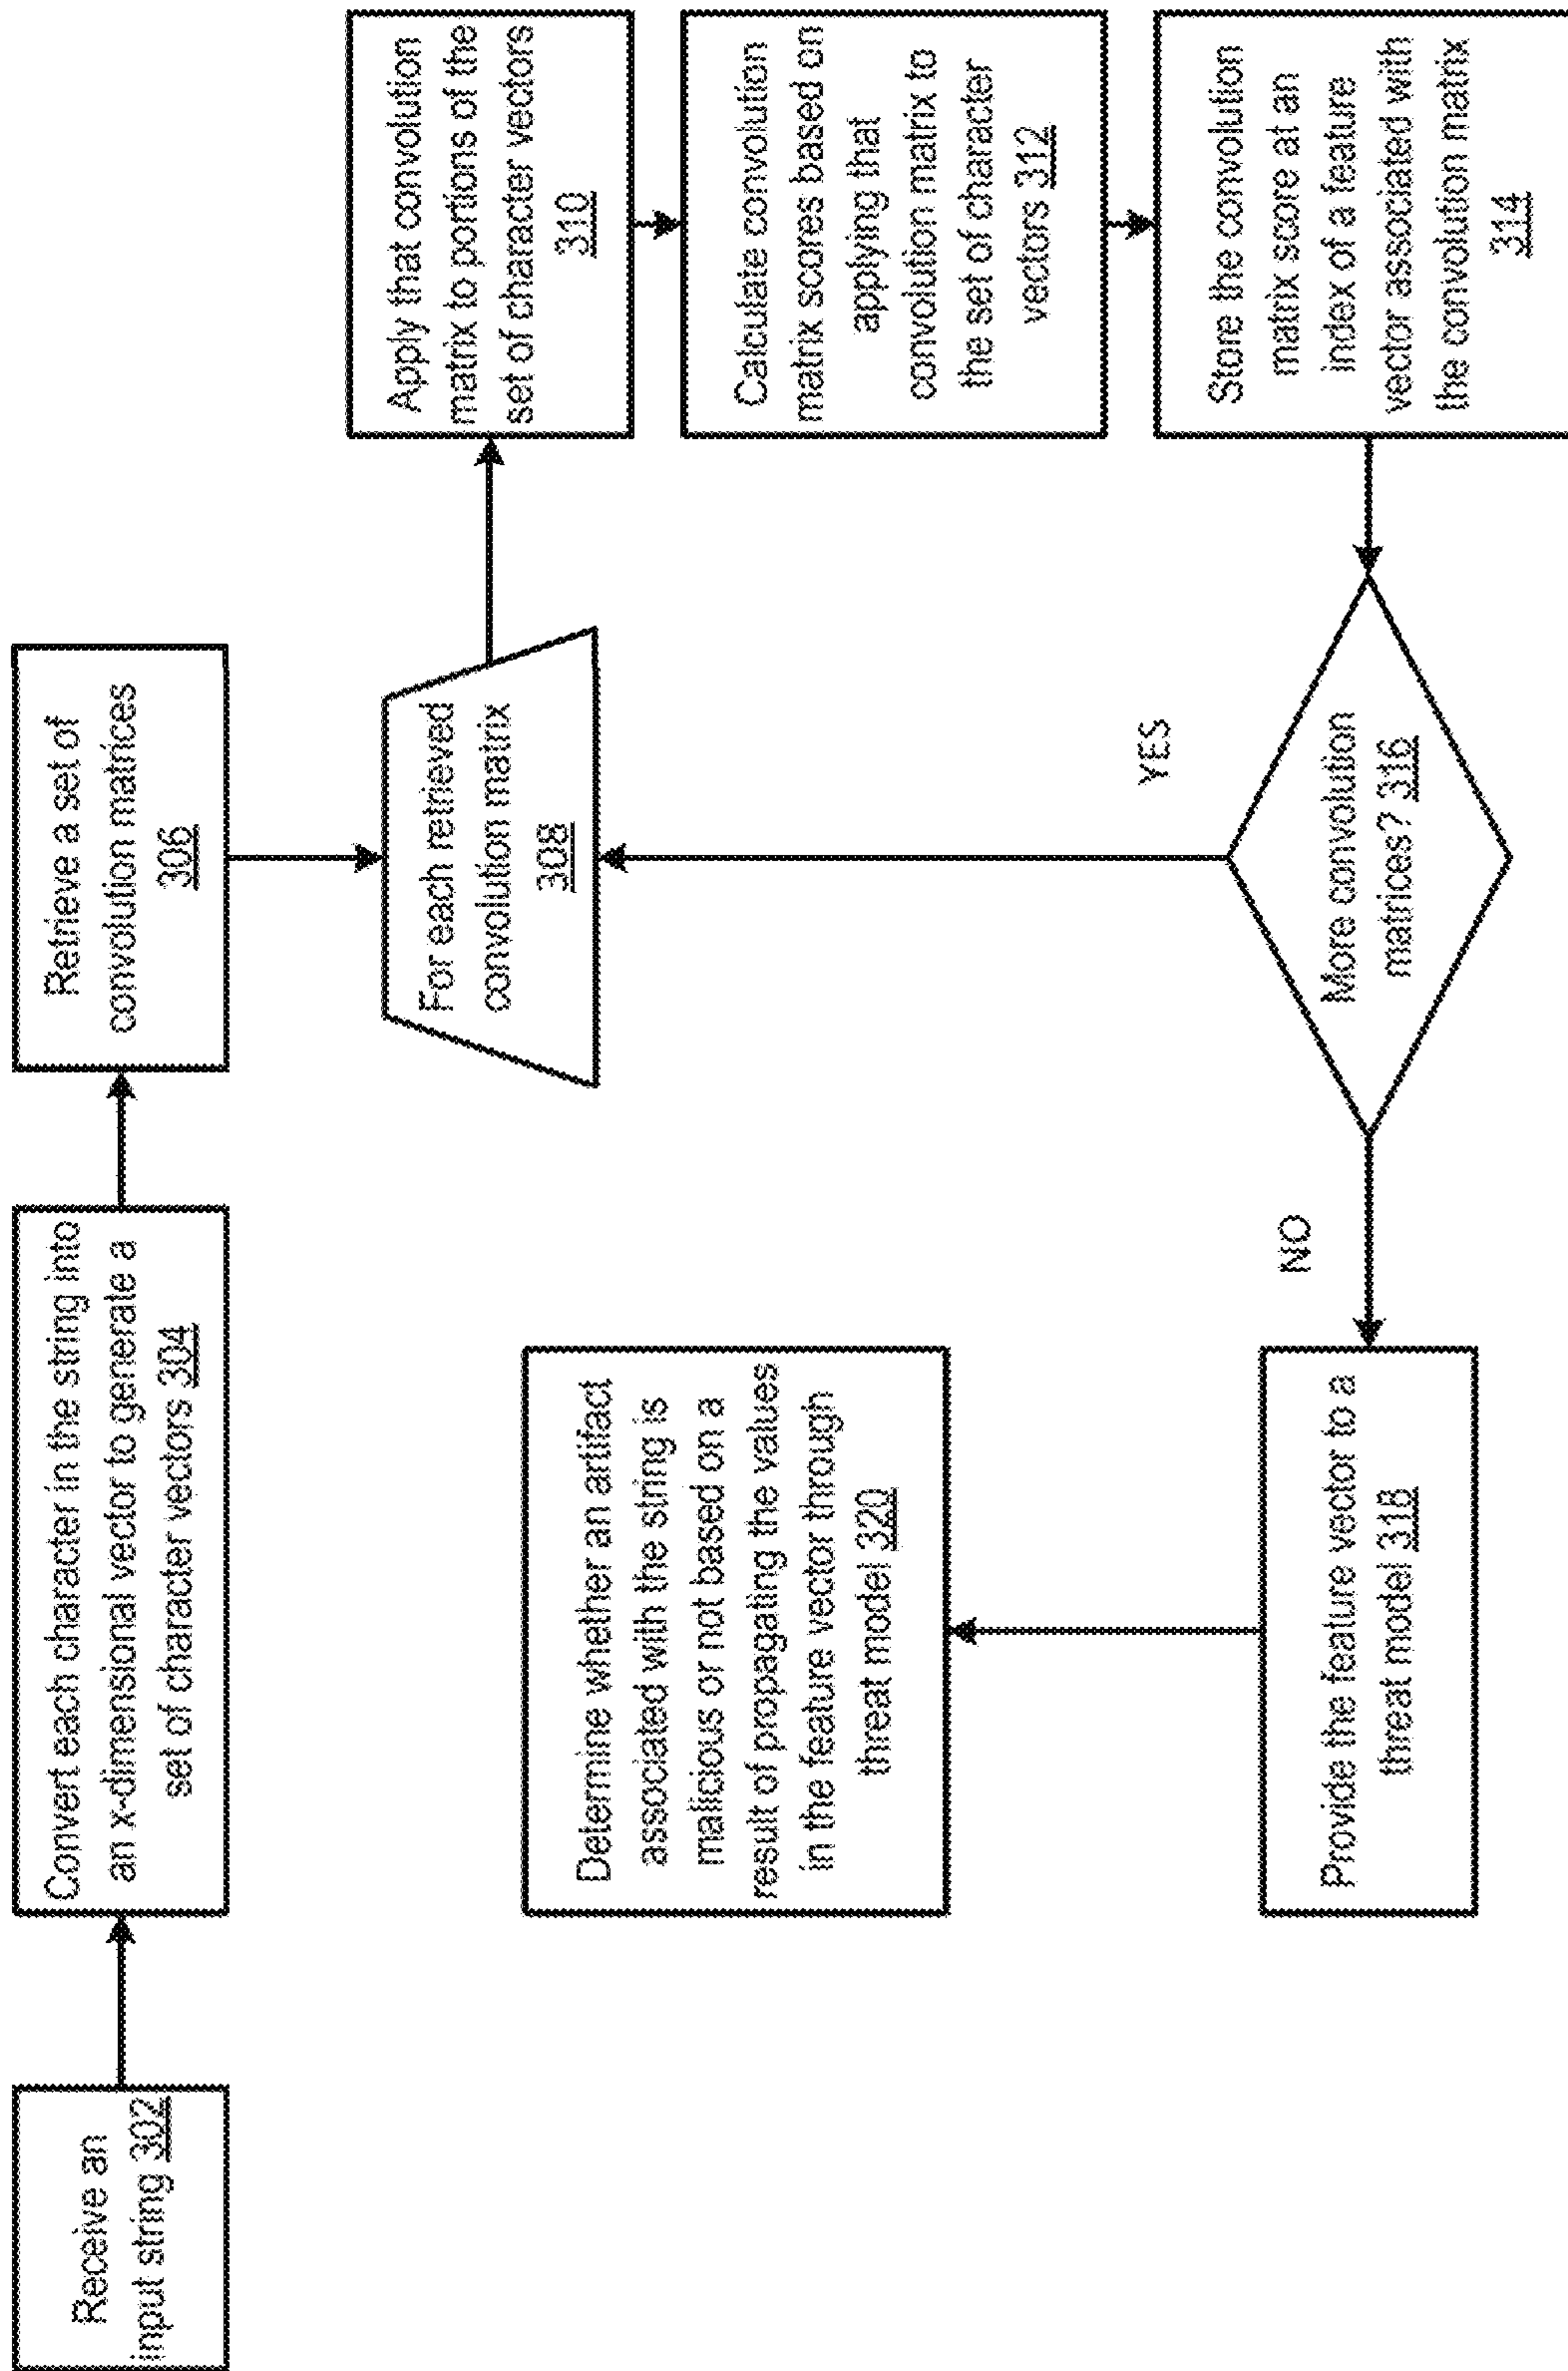 Receive an
input string 302
Convert each character in the string into
an x-dimensional vector to generate a
set of character vectors 304
Retrieve a set of
convolution matrices
306
For each retrieved
convolution matrix
308
Apply that convolution
matrix to portions of the
set of character vectors
310
Calculate convolution
matrix scores based on
applying that
convolution matrix to
the set of character
vectors 312
Store the convolution
matrix score at an
index of a feature
vector associated with
the convolution matrix
314
More convolution
matrices? 316
YES
NO
Provide the feature vector to a
threat model 318
Determine whether an artifact
associated with the string is
malicious or not based on a
result of propagating the values
in the feature vector through
threat model 320